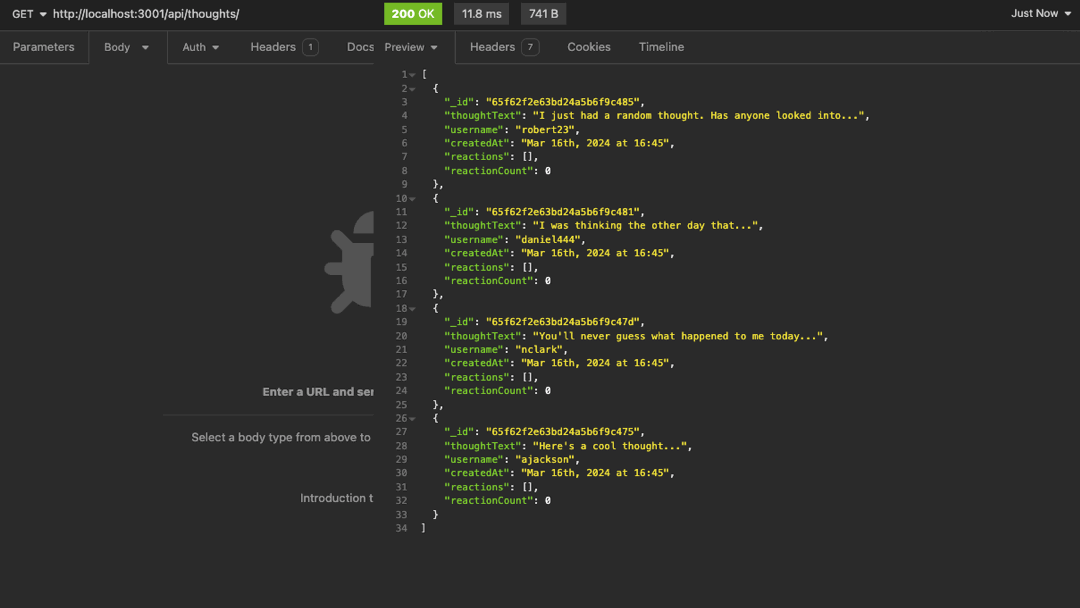 GET http://localhost:3001/api/thoughts/ 200 OK 11.8 ms 741 B Just Now
Parameters Body Auth Headers 1 Docs Preview Headers 7 Cookies Timeline
1 [
2 {
3 "_id": "65f62f2e63bd24a5b6f9c485",
4 "thoughtText": "I just had a random thought. Has anyone looked into...",
5 "username": "robert23",
6 "createdAt": "Mar 16th, 2024 at 16:45",
7 "reactions": [],
8 "reactionCount": 0
9 },
10 {
11 "_id": "65f62f2e63bd24a5b6f9c481",
12 "thoughtText": "I was thinking the other day that...",
13 "username": "daniel444",
14 "createdAt": "Mar 16th, 2024 at 16:45",
15 "reactions": [],
16 "reactionCount": 0
17 },
18 {
19 "_id": "65f62f2e63bd24a5b6f9c47d",
20 "thoughtText": "You'll never guess what happened to me today...",
21 "username": "nclark",
22 "createdAt": "Mar 16th, 2024 at 16:45",
23 "reactions": [],
24 "reactionCount": 0
25 },
26 {
27 "_id": "65f62f2e63bd24a5b6f9c475",
28 "thoughtText": "Here's a cool thought...",
29 "username": "ajackson",
30 "createdAt": "Mar 16th, 2024 at 16:45",
31 "reactions": [],
32 "reactionCount": 0
33 }
34 ]
Enter a URL and ser
Select a body type from above to
Introduction t